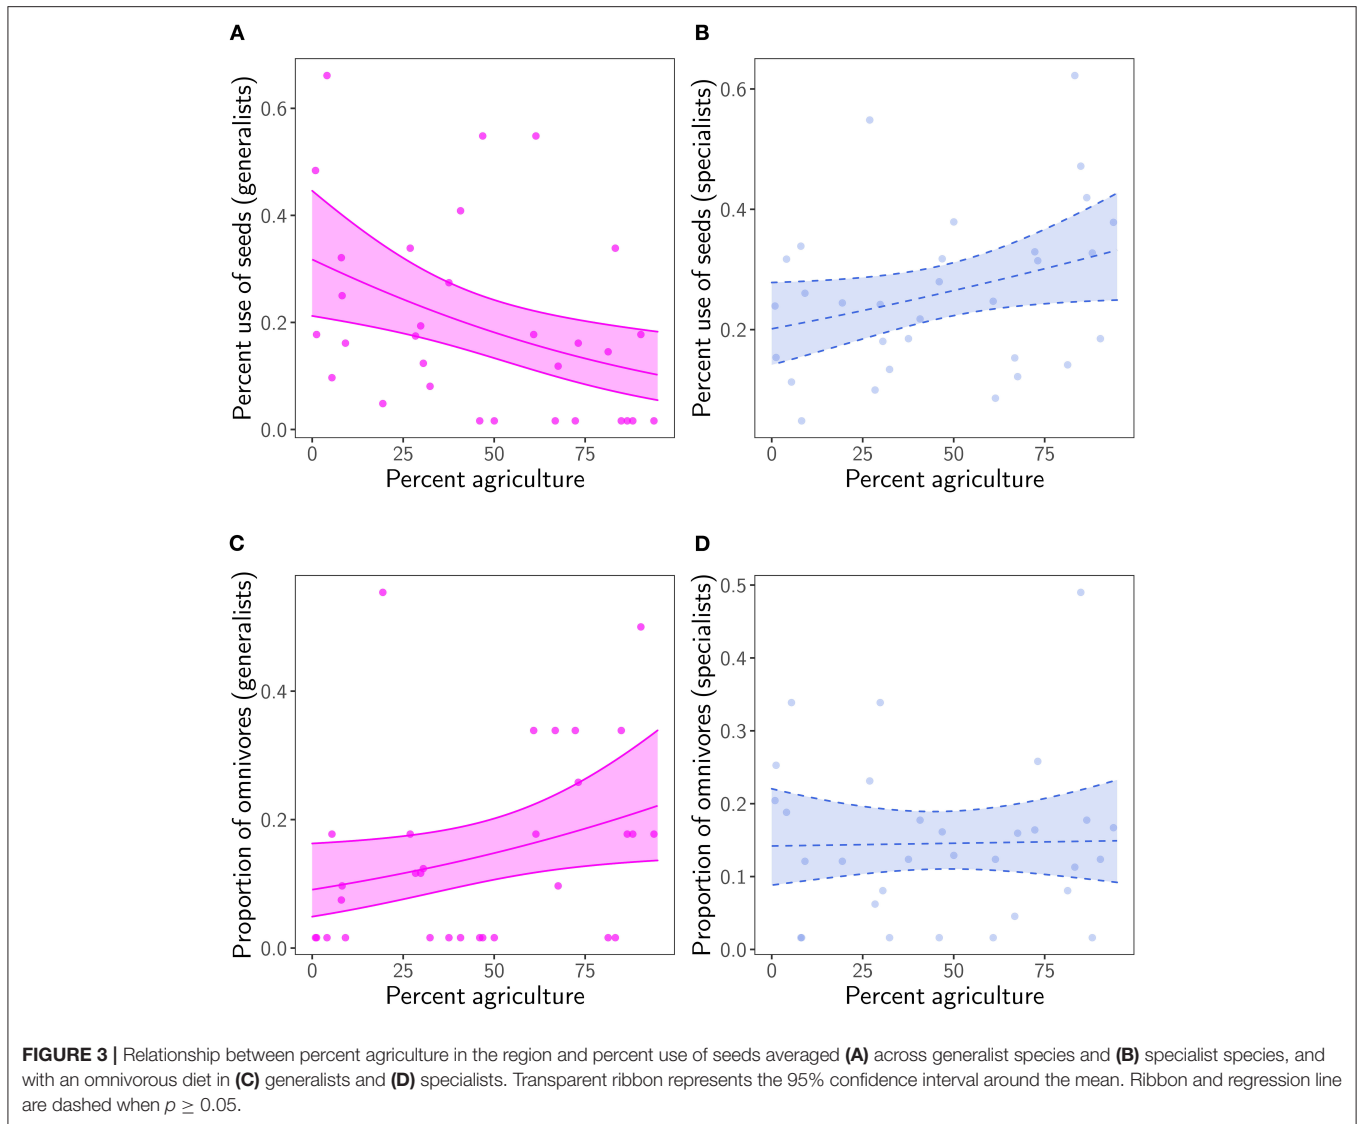 A
B
Percent use of seeds (generalists)
0.6
0.4
0.2
0.0
0 25 50 75
Percent agriculture
Percent use of seeds (specialists)
0.6
0.4
0.2
0 25 50 75
Percent agriculture
C
D
Proportion of omnivores (generalists)
0.4
0.2
0.0
0 25 50 75
Percent agriculture
Proportion of omnivores (specialists)
0.5
0.4
0.3
0.2
0.1
0.0
0 25 50 75
Percent agriculture
FIGURE 3 | Relationship between percent agriculture in the region and percent use of seeds averaged (A) across generalist species and (B) specialist species, and
with an omnivorous diet in (C) generalists and (D) specialists. Transparent ribbon represents the 95% confidence interval around the mean. Ribbon and regression line
are dashed when p ≥ 0.05.